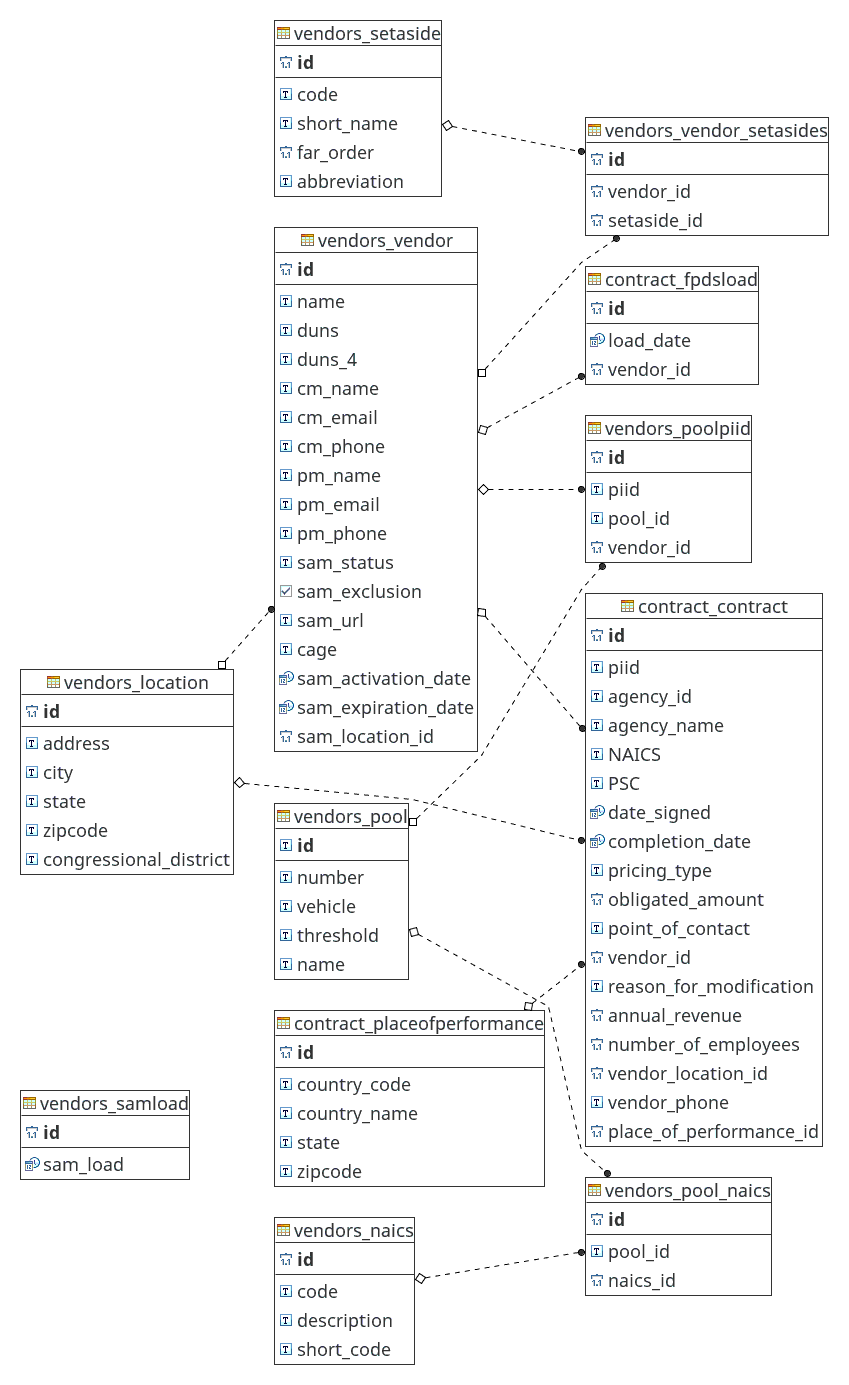 vendors_setaside
id
code
short_name
far_order
abbreviation
vendors_vendor_setasides
id
vendor_id
setaside_id
vendors_vendor
id
name
duns
duns_4
cm_name
cm_email
cm_phone
pm_name
pm_email
pm_phone
sam_status
sam_exclusion
sam_url
cage
sam_activation_date
sam_expiration_date
sam_location_id
contract_fpdsload
id
load_date
vendor_id
vendors_poolpiid
id
piid
pool_id
vendor_id
contract_contract
id
piid
agency_id
agency_name
NAICS
PSC
date_signed
completion_date
pricing_type
obligated_amount
point_of_contact
vendor_id
reason_for_modification
annual_revenue
number_of_employees
vendor_location_id
vendor_phone
place_of_performance_id
vendors_location
id
address
city
state
zipcode
congressional_district
vendors_pool
id
number
vehicle
threshold
name
contract_placeofperformance
id
country_code
country_name
state
zipcode
vendors_samload
id
sam_load
vendors_pool_naics
id
pool_id
naics_id
vendors_naics
id
code
description
short_code